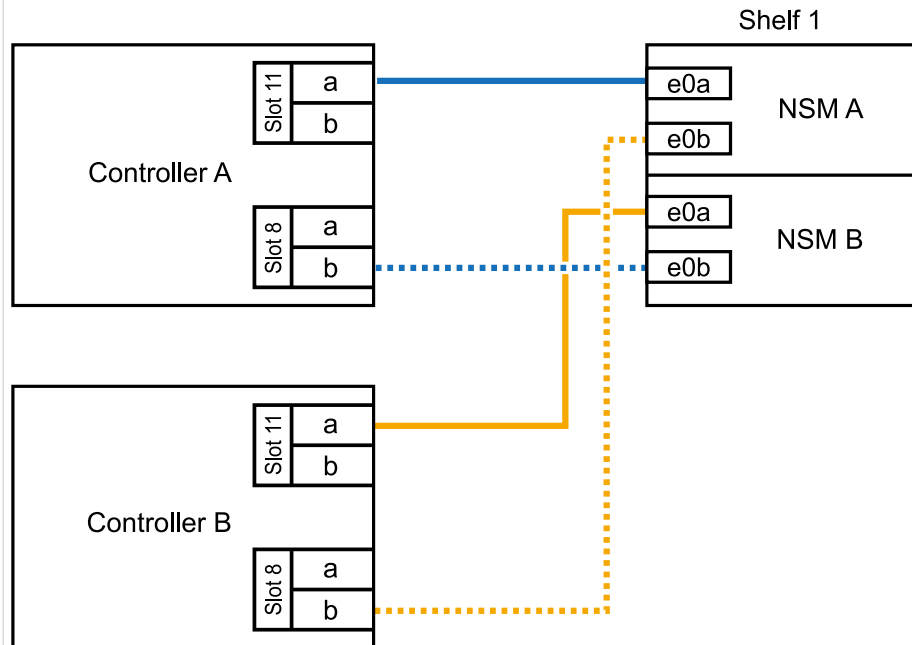 Shelf 1
Controller A
Slot 11
a
b
Slot 8
a
b
e0a
e0b
NSM A
e0a
e0b
NSM B
Controller B
Slot 11
a
b
Slot 8
a
b